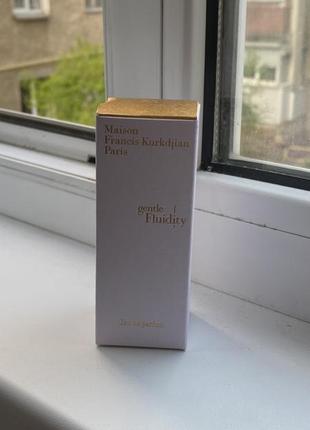 Maison
Francis Kurkdjian
Paris
gentle
Fluidity
Eau de parfum